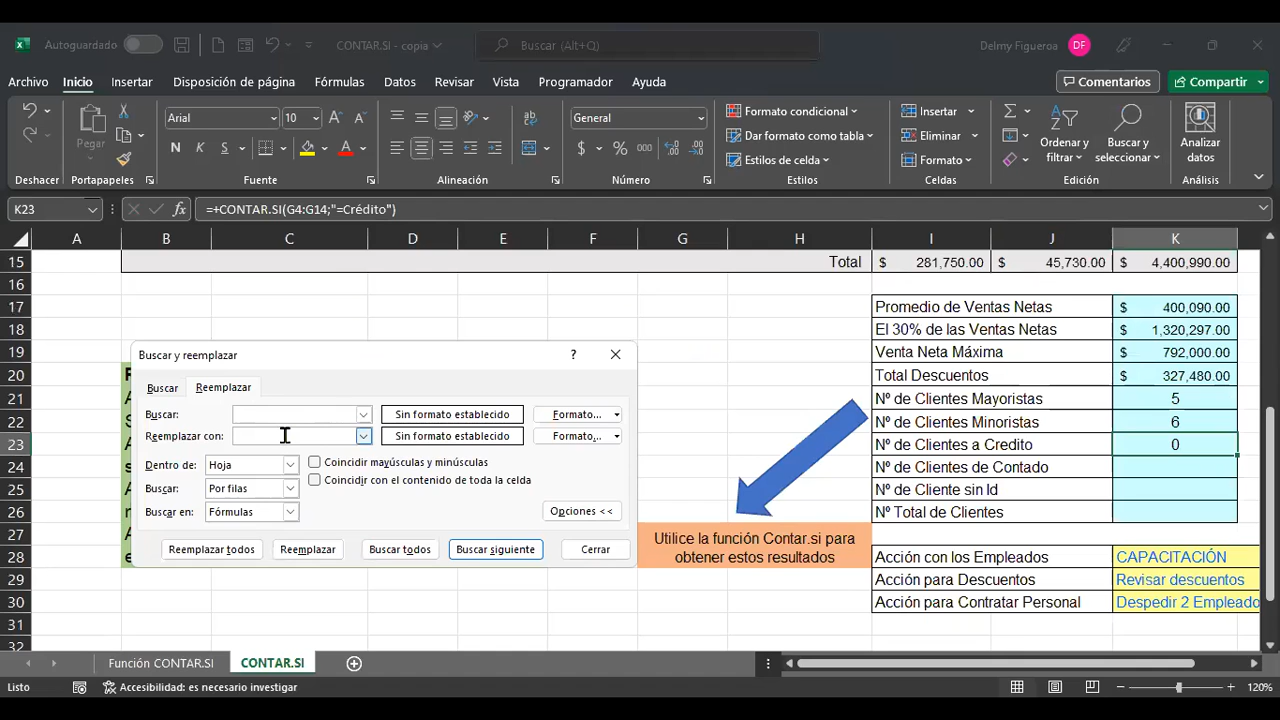 Autoguardado
CONTAR.SI - copia
Buscar (Alt+Q)
Delmy Figueroa
DF
Archivo Inicio Insertar Disposición de página Fórmulas Datos Revisar Vista Programador Ayuda
Comentarios
Compartir
Pegar
Arial
10
N K S
General
$ % 000
Formato condicional
Dar formato como tabla
Estilos de celda
Insertar
Eliminar
Formato
Ordenar y filtrar
Buscar y seleccionar
Analizar datos
Deshacer Portapapeles Fuente Alineación Número Estilos Celdas Edición Análisis
K23
fx
=+CONTAR.SI(G4:G14;"=Crédito")
A B C D E F G H I J K
15 Total $ 281,750.00 $ 45,730.00 $ 4,400,990.00
16
17 Promedio de Ventas Netas $ 400,090.00
18 El 30% de las Ventas Netas $ 1,320,297.00
19 Venta Neta Máxima $ 792,000.00
20 Total Descuentos $ 327,480.00
21 Nº de Clientes Mayoristas 5
22 Nº de Clientes Minoristas 6
23 Nº de Clientes a Credito 0
24 Nº de Clientes de Contado
25 Nº de Cliente sin Id
26 Nº Total de Clientes
27
28 Acción con los Empleados CAPACITACIÓN
29 Acción para Descuentos Revisar descuentos
30 Acción para Contratar Personal Despedir 2 Empleado
31
32
Buscar y reemplazar
?
Buscar Reemplazar
Buscar: Sin formato establecido Formato...
Reemplazar con: Sin formato establecido Formato...
Dentro de: Hoja
Coincidir mayúsculas y minúsculas
Buscar: Por filas
Coincidir con el contenido de toda la celda
Buscar en: Fórmulas
Opciones <<
Reemplazar todos Reemplazar Buscar todos Buscar siguiente Cerrar
Utilice la función Contar.si para
obtener estos resultados
Función CONTAR.SI CONTAR.SI
Listo
Accesibilidad: es necesario investigar
120%